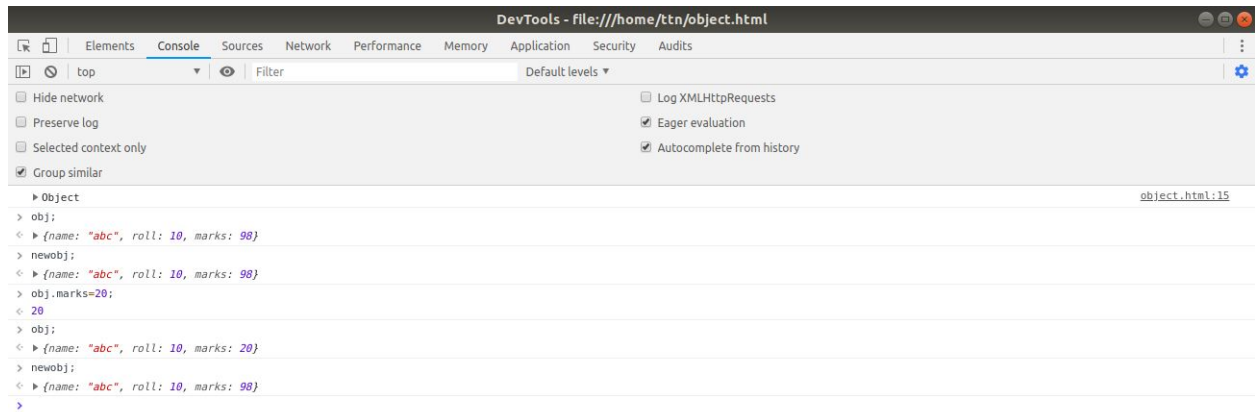 DevTools - file:///home/ttn/object.html
Elements Console Sources Network Performance Memory Application Security Audits
top Filter Default levels
Hide network Log XMLHttpRequests
Preserve log Eager evaluation
Selected context only Autocomplete from history
Group similar
Object object.html:15
> obj;
{name: "abc", roll: 10, marks: 98}
> newobj;
{name: "abc", roll: 10, marks: 98}
> obj.marks=20;
20
> obj;
{name: "abc", roll: 10, marks: 20}
> newobj;
{name: "abc", roll: 10, marks: 98}
>